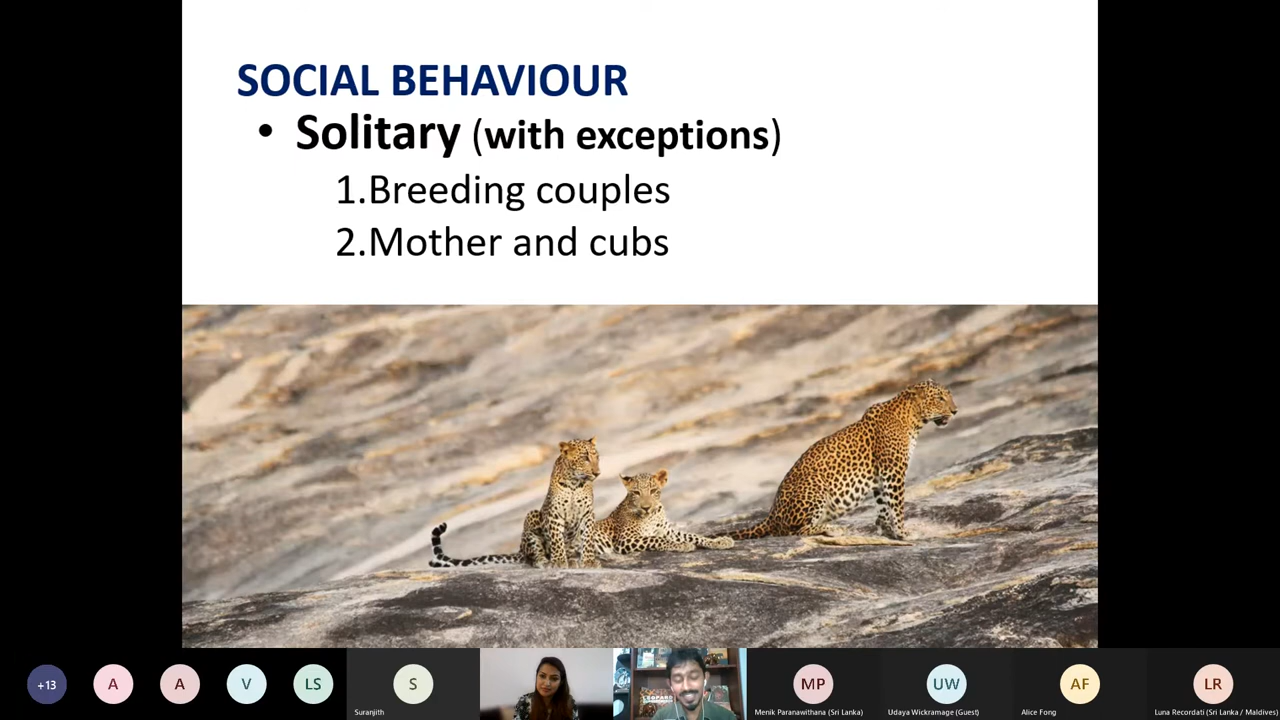 SOCIAL BEHAVIOUR
• Solitary (with exceptions)
1.Breeding couples
2.Mother and cubs
+13
A
A
V
LS
S
MP
UW
AF
LR
Suranjith
Menik Paranawithana (Sri Lanka)
Udaya Wickramage (Guest)
Alice Fong
Luna Recordati (Sri Lanka / Maldives)